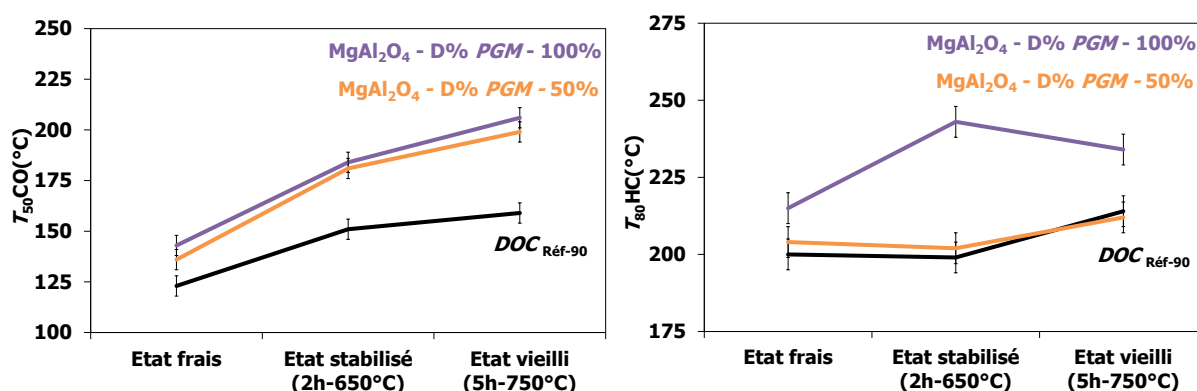 250
225
200
175
150
125
100
T₅₀CO(°C)
MgAl₂O₄ - D% PGM - 100%
MgAl₂O₄ - D% PGM - 50%
DOC Réf-90
Etat frais
Etat stabilisé
(2h-650°C)
Etat vieilli
(5h-750°C)
275
250
225
200
175
T₈₀HC(°C)
MgAl₂O₄ - D% PGM - 100%
MgAl₂O₄ - D% PGM - 50%
DOC Réf-90
Etat frais
Etat stabilisé
(2h-650°C)
Etat vieilli
(5h-750°C)